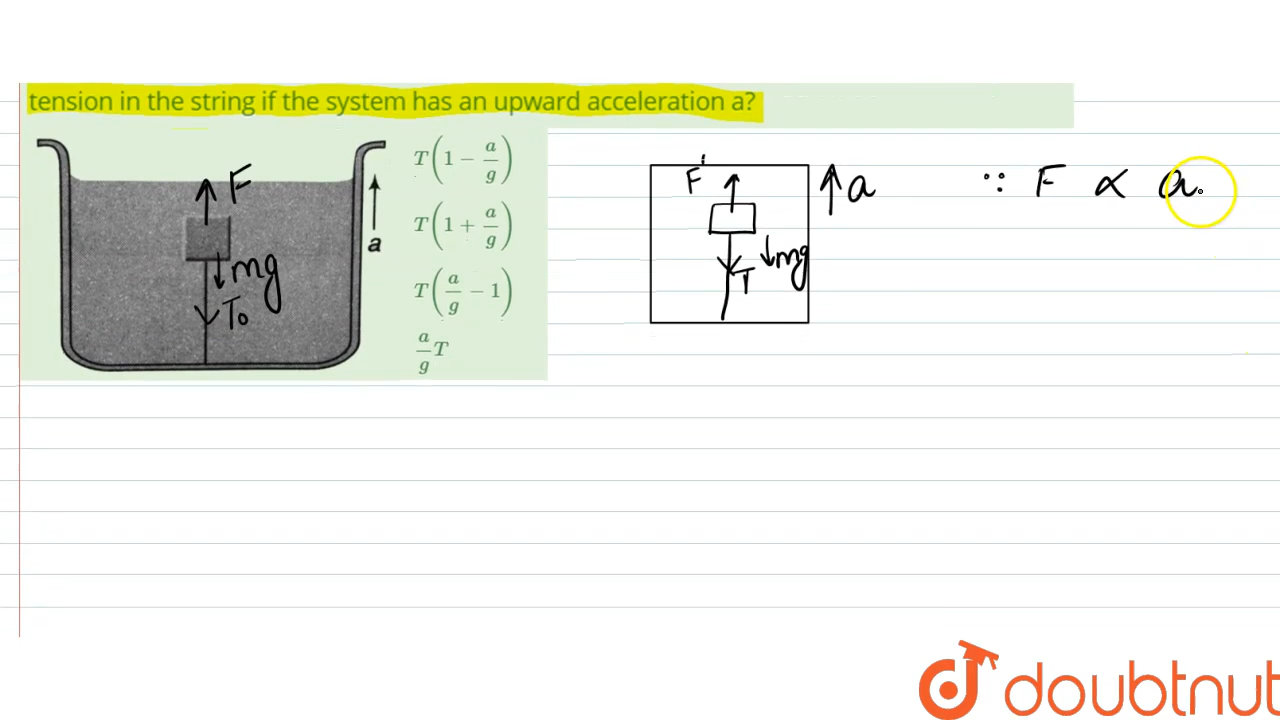 tension in the string if the system has an upward acceleration a?
T(1 − a/g)
T(1 + a/g)
T(a/g − 1)
a/g T
F
mg
T₀
a
F'
mg
T
a
∵ F ∝ a.
doubtnut